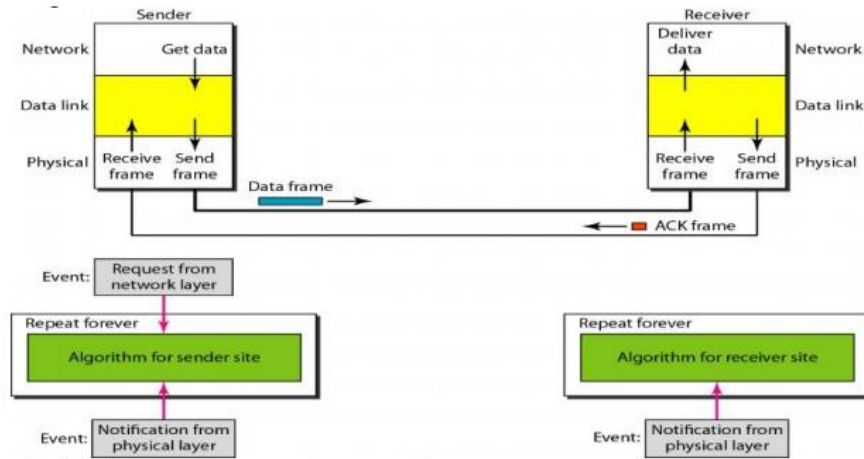 Sender
Receiver
Network
Get data
Deliver
data
Network
Data link
Data link
Physical
Receive
frame
Send
frame
Receive
frame
Send
frame
Physical
Data frame
ACK frame
Event:
Request from
network layer
Repeat forever
Algorithm for sender site
Repeat forever
Algorithm for receiver site
Event:
Notification from
physical layer
Event:
Notification from
physical layer